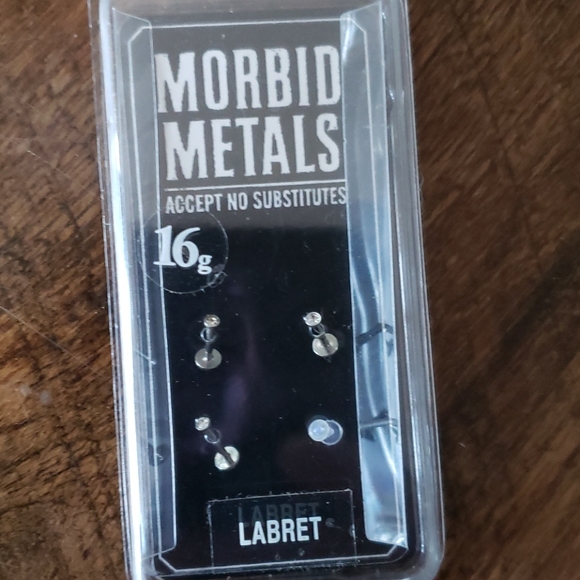 MORBID
METALS
ACCEPT NO SUBSTITUTES
16g
LABRET